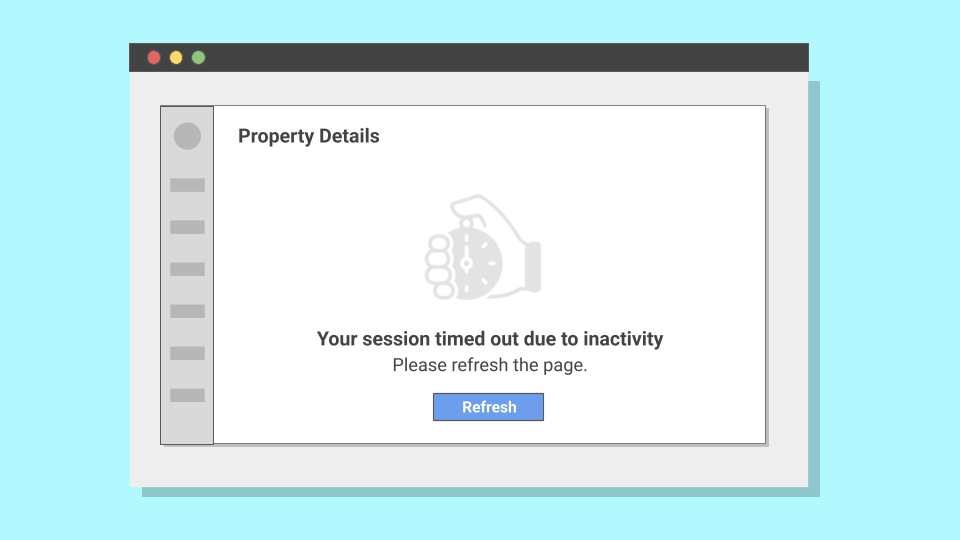 Property Details
Your session timed out due to inactivity
Please refresh the page.
Refresh